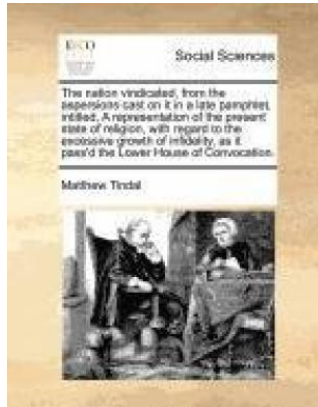 ECCO
Social Sciences
The nation vindicated, from the
aspersions cast on it in a late pamphlet,
intitled, A representation of the present
state of religion, with regard to the
excessive growth of infidelity, as it
pass'd the Lower House of Convocation.
Matthew Tindal